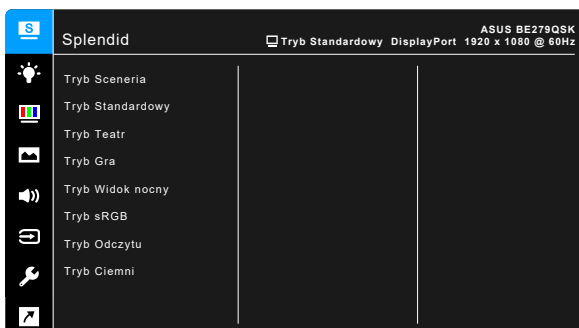 S
Splendid
ASUS BE279QSK
Tryb Standardowy DisplayPort 1920 x 1080 @ 60Hz
Tryb Sceneria
Tryb Standardowy
Tryb Teatr
Tryb Gra
Tryb Widok nocny
Tryb sRGB
Tryb Odczytu
Tryb Ciemni